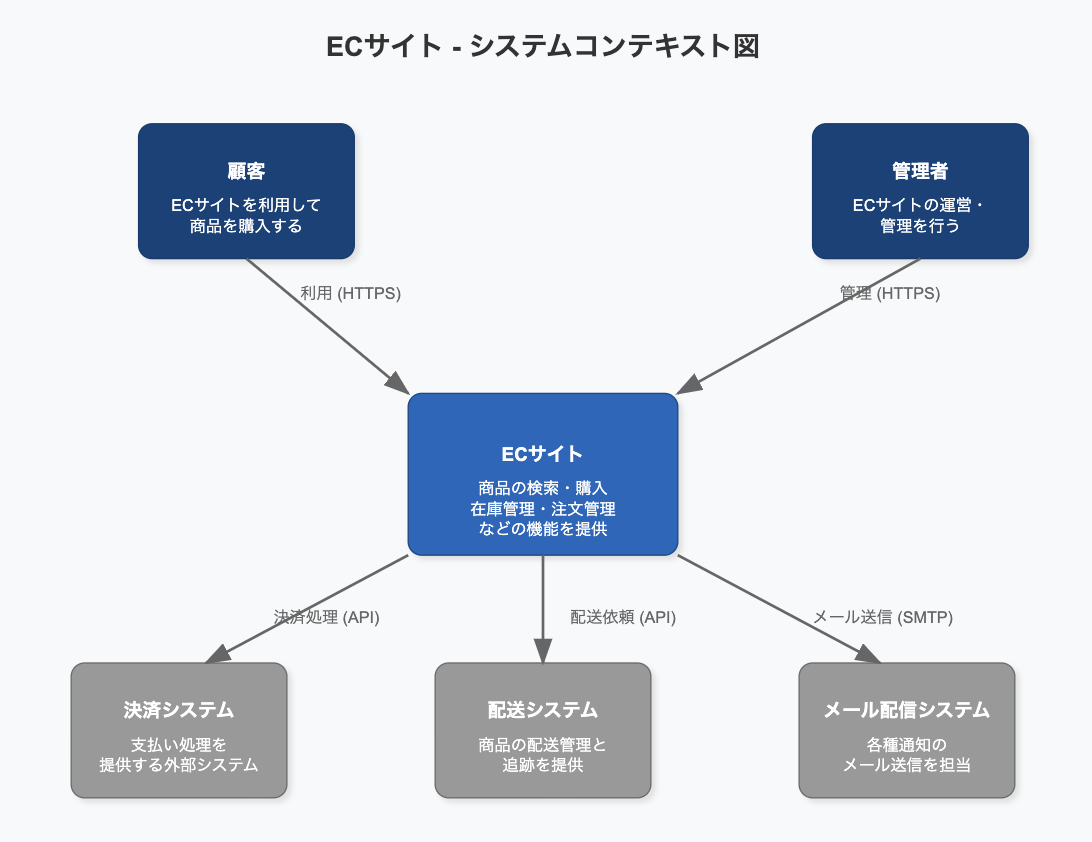 ECサイト - システムコンテキスト図
顧客
ECサイトを利用して
商品を購入する
管理者
ECサイトの運営・
管理を行う
利用 (HTTPS)
管理 (HTTPS)
ECサイト
商品の検索・購入
在庫管理・注文管理
などの機能を提供
決済処理 (API)
配送依頼 (API)
メール送信 (SMTP)
決済システム
支払い処理を
提供する外部システム
配送システム
商品の配送管理と
追跡を提供
メール配信システム
各種通知の
メール送信を担当